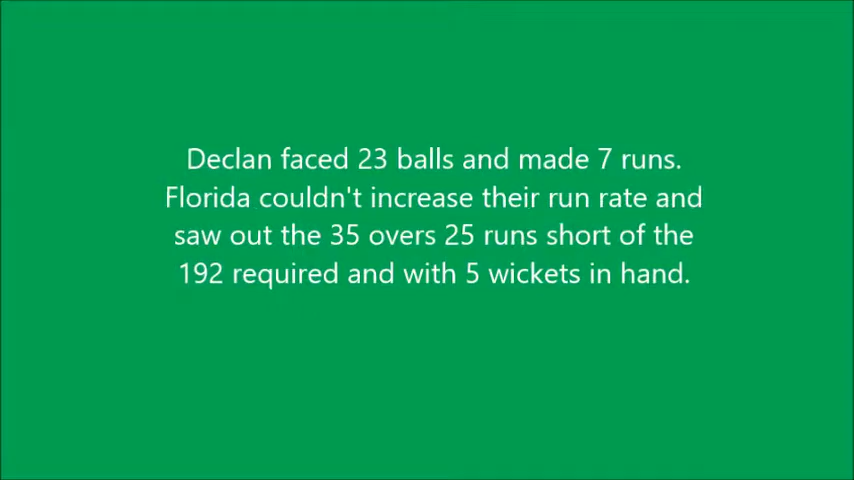 Declan faced 23 balls and made 7 runs.
Florida couldn't increase their run rate and
saw out the 35 overs 25 runs short of the
192 required and with 5 wickets in hand.